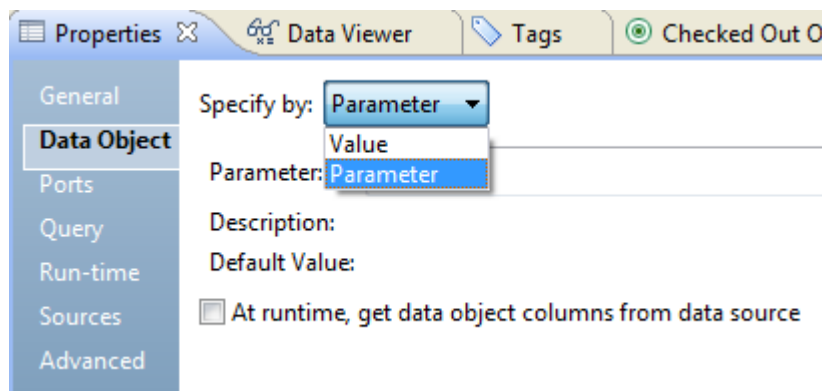 Properties Data Viewer Tags Checked Out O
General
Specify by: Parameter
Data Object
Value
Parameter: Parameter
Ports
Description:
Query
Default Value:
Run-time
At runtime, get data object columns from data source
Sources
Advanced